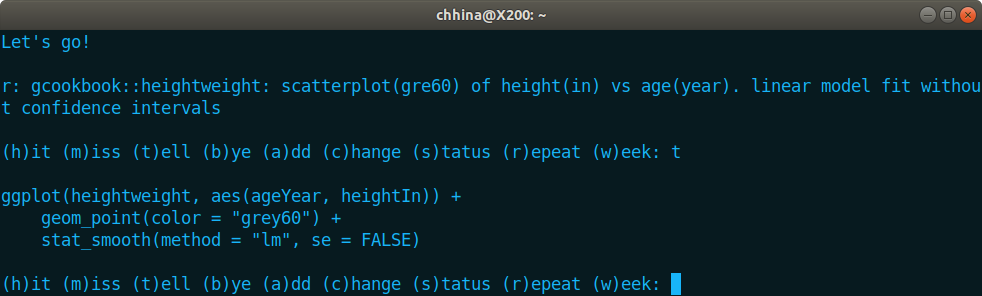 chhina@X200: ~
Let's go!
r: gcookbook::heightweight: scatterplot(gre60) of height(in) vs age(year). linear model fit withou
t confidence intervals
(h)it (m)iss (t)ell (b)ye (a)dd (c)hange (s)tatus (r)epeat (w)eek: t
ggplot(heightweight, aes(ageYear, heightIn)) +
    geom_point(color = "grey60") +
    stat_smooth(method = "lm", se = FALSE)
(h)it (m)iss (t)ell (b)ye (a)dd (c)hange (s)tatus (r)epeat (w)eek: